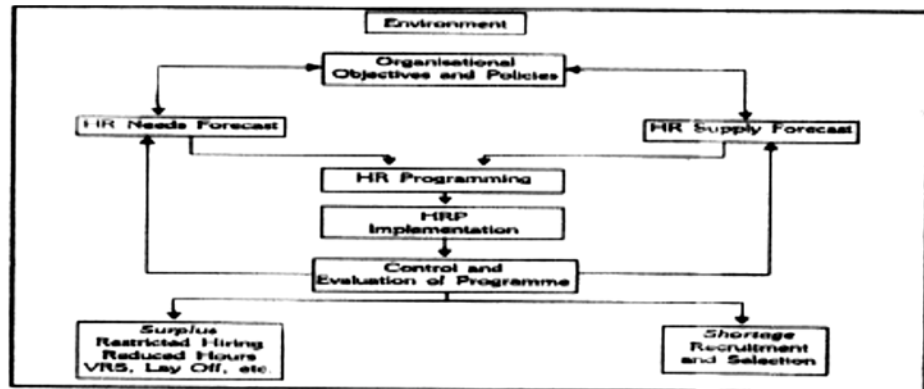 Environment
Organisational
Objectives and Policies
HR Needs Forecast
HR Supply Forecast
HR Programming
HRP
Implementation
Control and
Evaluation of Programme
Surplus
Restricted Hiring
Reduced Hours
VRS, Lay Off, etc.
Shortage
Recruitment
and Selection